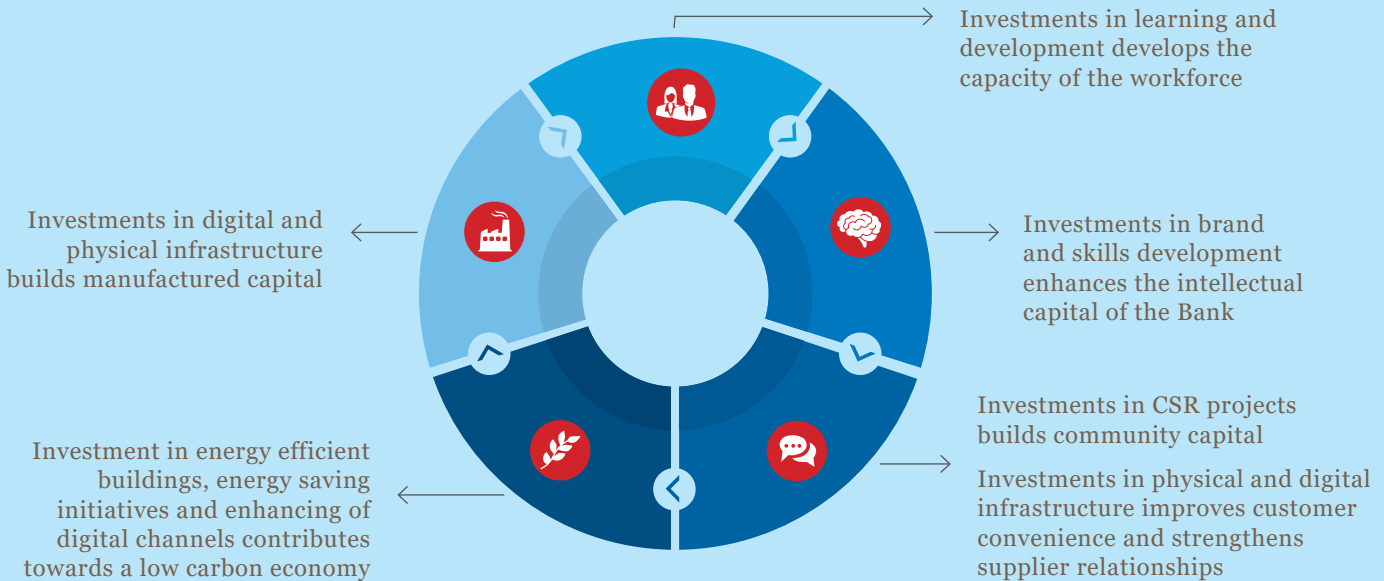 Investments in learning and
development develops the
capacity of the workforce
Investments in brand
and skills development
enhances the intellectual
capital of the Bank
Investments in CSR projects
builds community capital
Investments in physical and digital
infrastructure improves customer
convenience and strengthens
supplier relationships
Investment in energy efficient
buildings, energy saving
initiatives and enhancing of
digital channels contributes
towards a low carbon economy
Investments in digital and
physical infrastructure
builds manufactured capital